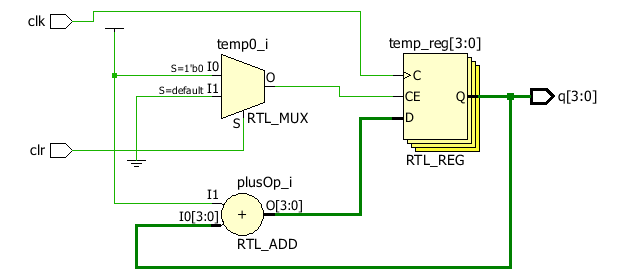 clk
temp0_i
temp_reg[3:0]
S=1'b0 I0
S=default I1
O
S
RTL_MUX
C
CE
D
Q
q[3:0]
RTL_REG
clr
plusOp_i
I1
I0[3:0]
+
O[3:0]
RTL_ADD